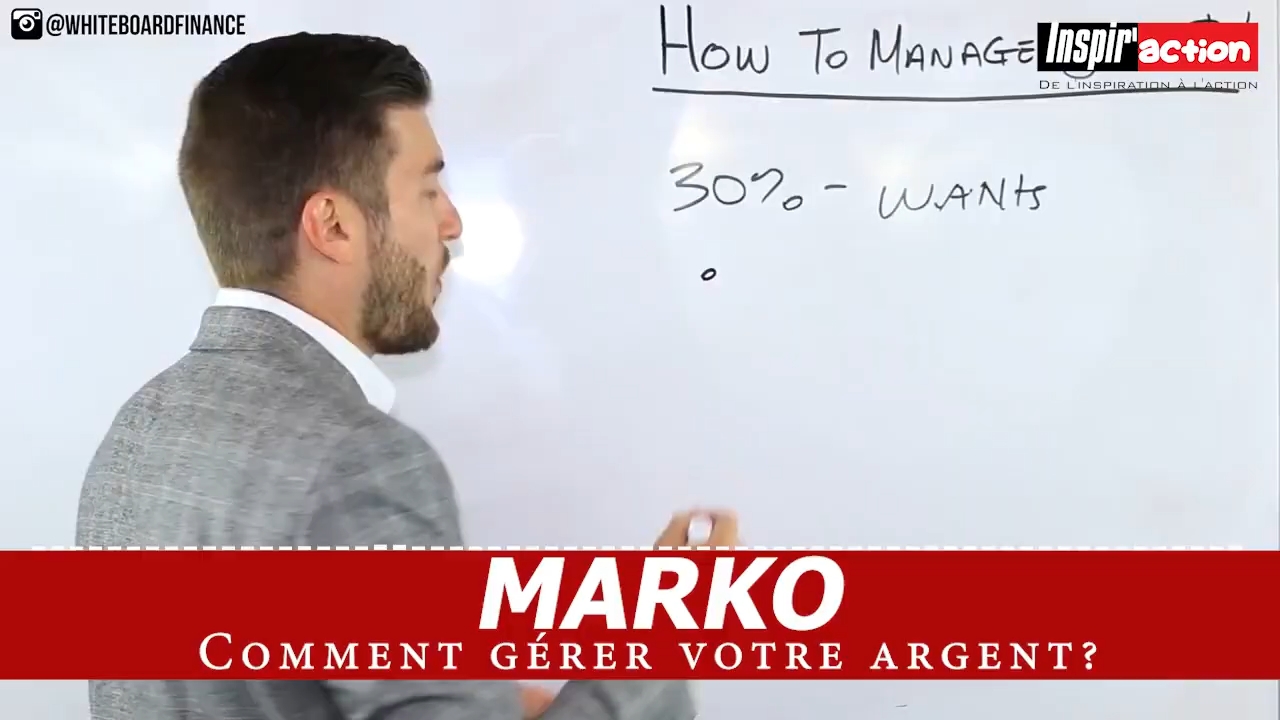 @WHITEBOARDFINANCE
HOW TO MANAGE
Inspir'action
DE L'INSPIRATION À L'ACTION
30% - WANTS
MARKO
COMMENT GÉRER VOTRE ARGENT?